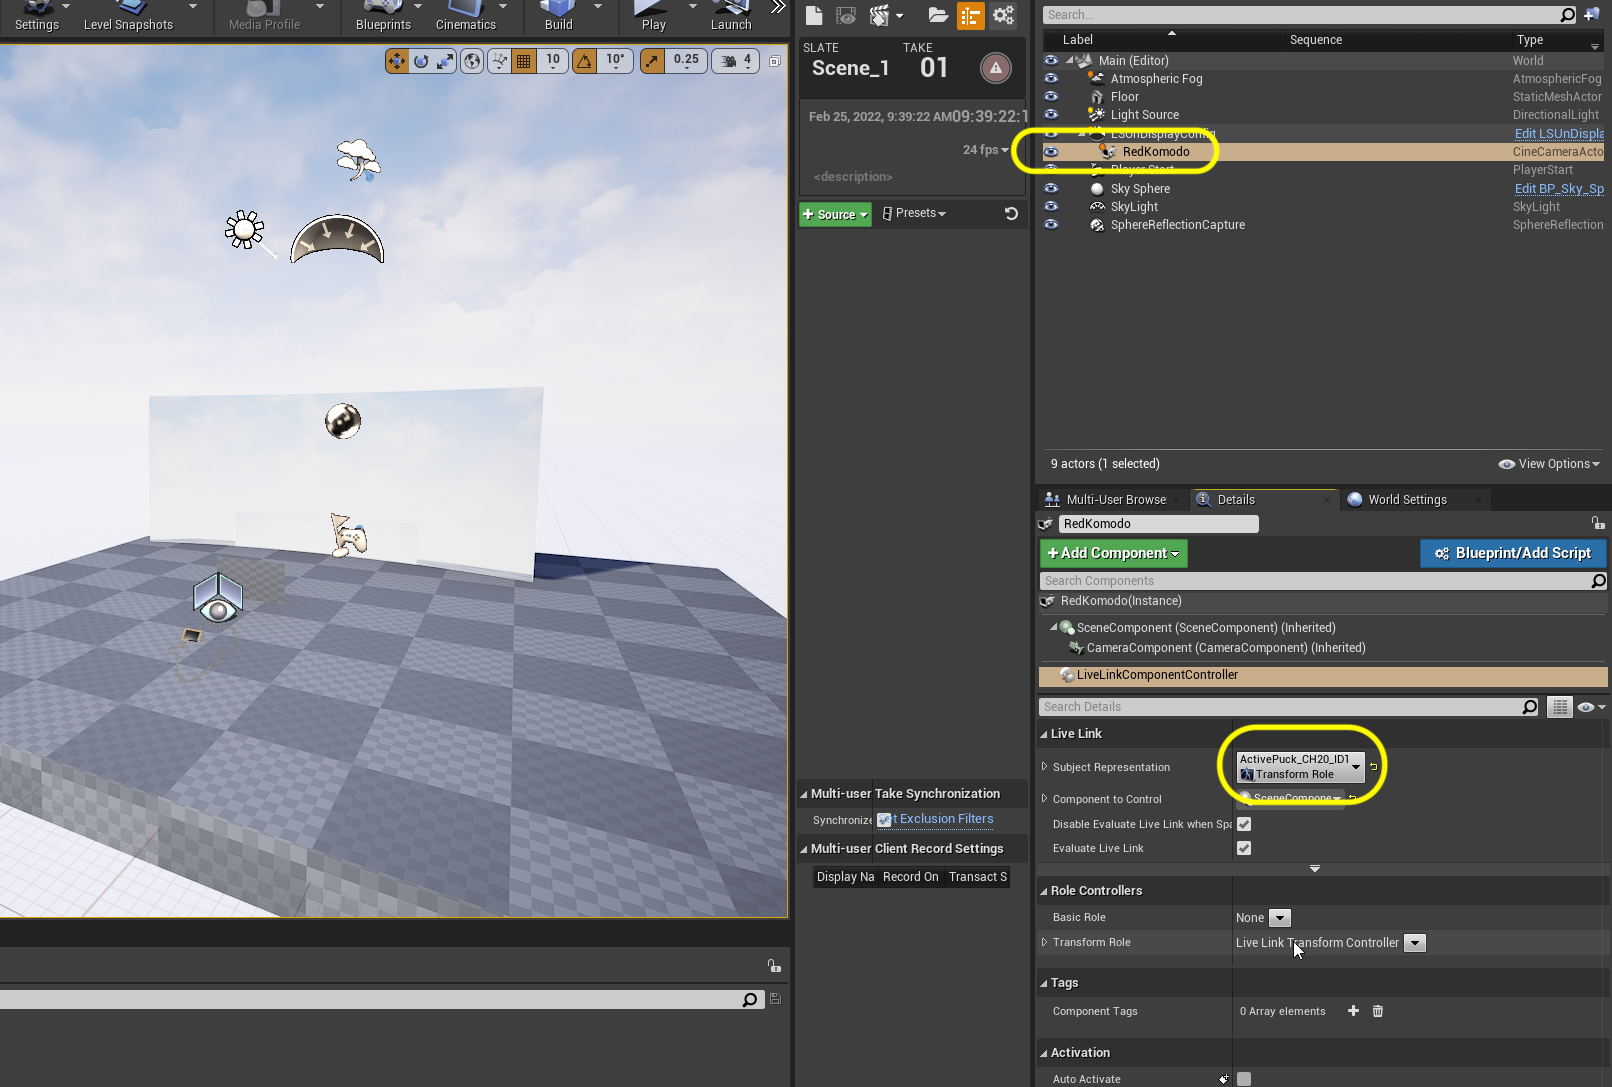 Settings
Level Snapshots
Media Profile
Blueprints
Cinematics
Build
Play
Launch
10
10°
0.25
4
SLATE
TAKE
Scene_1
01
Feb 25, 2022, 9:39:22 AM
09:39:22:1
24 fps
<description>
Source
Presets
Multi-user Take Synchronization
Synchronize
t Exclusion Filters
Multi-user Client Record Settings
Display Na
Record On
Transact S
Search...
Label
Sequence
Type
Main (Editor)
World
Atmospheric Fog
AtmosphericFog
Floor
StaticMeshActor
Light Source
DirectionalLight
LSUnDisplayConfig
Edit LSUnDispla
RedKomodo
CineCameraActo
Player Start
PlayerStart
Sky Sphere
Edit BP_Sky_Sp
SkyLight
SkyLight
SphereReflectionCapture
SphereReflection
9 actors (1 selected)
View Options
Multi-User Browse
Details
World Settings
RedKomodo
+Add Component
Blueprint/Add Script
Search Components
RedKomodo(Instance)
SceneComponent (SceneComponent) (Inherited)
CameraComponent (CameraComponent) (Inherited)
LiveLinkComponentController
Search Details
Live Link
Subject Representation
ActivePuck_CH20_ID1
Transform Role
Component to Control
SceneCompone
Disable Evaluate Live Link when Spa
Evaluate Live Link
Role Controllers
Basic Role
None
Transform Role
Live Link Transform Controller
Tags
Component Tags
0 Array elements
Activation
Auto Activate